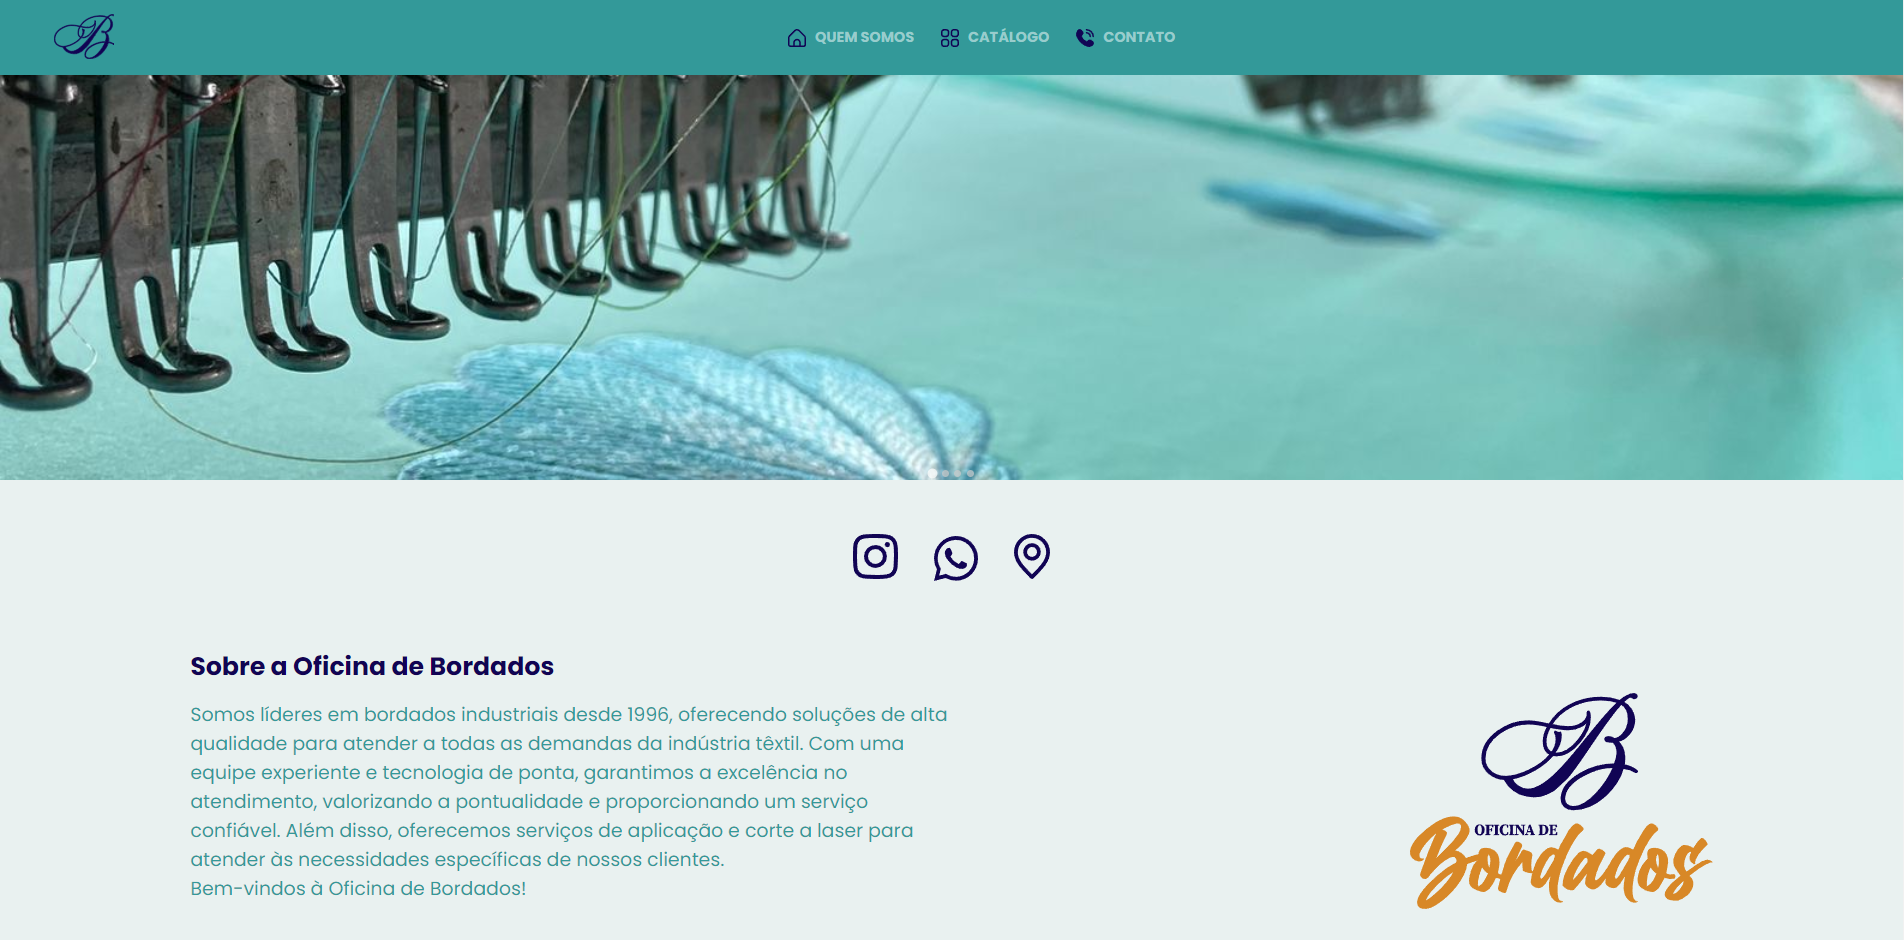 B
QUEM SOMOS
CATÁLOGO
CONTATO
Sobre a Oficina de Bordados
Somos líderes em bordados industriais desde 1996, oferecendo soluções de alta
qualidade para atender a todas as demandas da indústria têxtil. Com uma
equipe experiente e tecnologia de ponta, garantimos a excelência no
atendimento, valorizando a pontualidade e proporcionando um serviço
confiável. Além disso, oferecemos serviços de aplicação e corte a laser para
atender às necessidades específicas de nossos clientes.
Bem-vindos à Oficina de Bordados!
B
OFICINA DE
Bordados